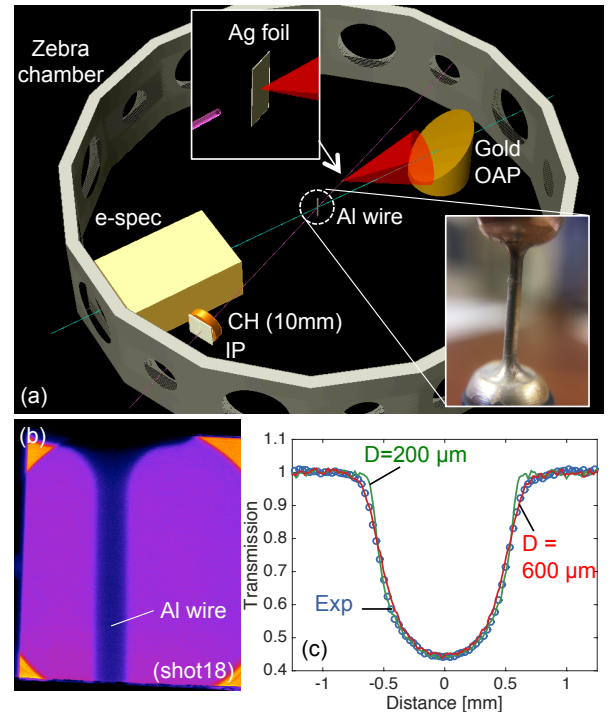 Zebra
chamber
Ag foil
Gold
OAP
Al wire
e-spec
CH (10mm)
IP
(a)
(b)
Al wire
(shot18)
1.1
1
0.9
0.8
0.7
0.6
0.5
0.4
Transmission
D=200 μm
D =
600 μm
Exp
(c)
-1
-0.5
0
0.5
1
Distance [mm]